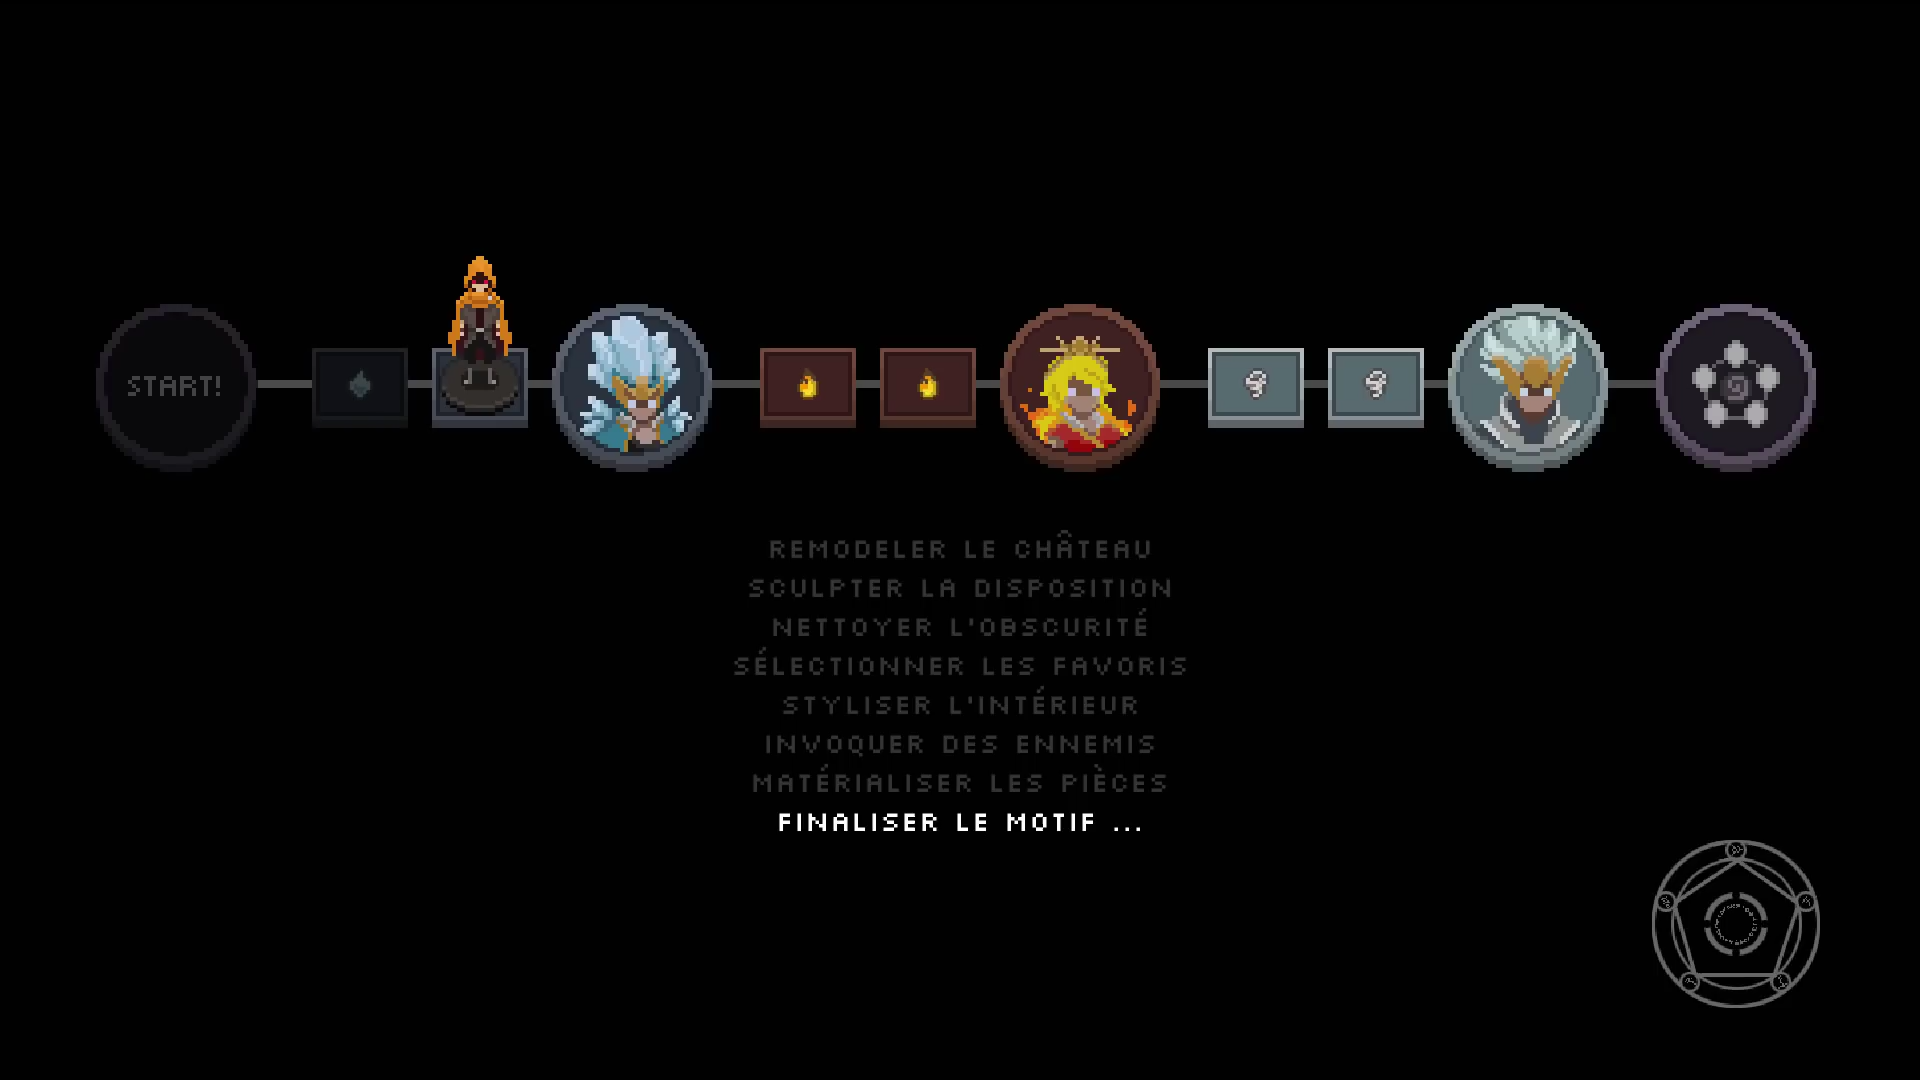 START!
REMODELER LE CHÂTEAU
SCULPTER LA DISPOSITION
NETTOYER L'OBSCURITÉ
SÉLECTIONNER LES FAVORIS
STYLISER L'INTÉRIEUR
INVOQUER DES ENNEMIS
MATÉRIALISER LES PIÈCES
FINALISER LE MOTIF ...